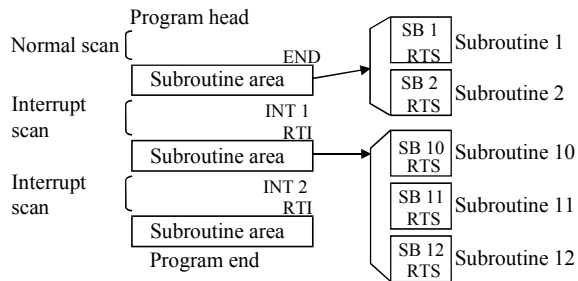 Program head
Normal scan
END
Subroutine area
Interrupt
scan
INT 1
RTI
Subroutine area
Interrupt
scan
INT 2
RTI
Subroutine area
Program end
SB 1
RTS
Subroutine 1
SB 2
RTS
Subroutine 2
SB 10
RTS
Subroutine 10
SB 11
RTS
Subroutine 11
SB 12
RTS
Subroutine 12